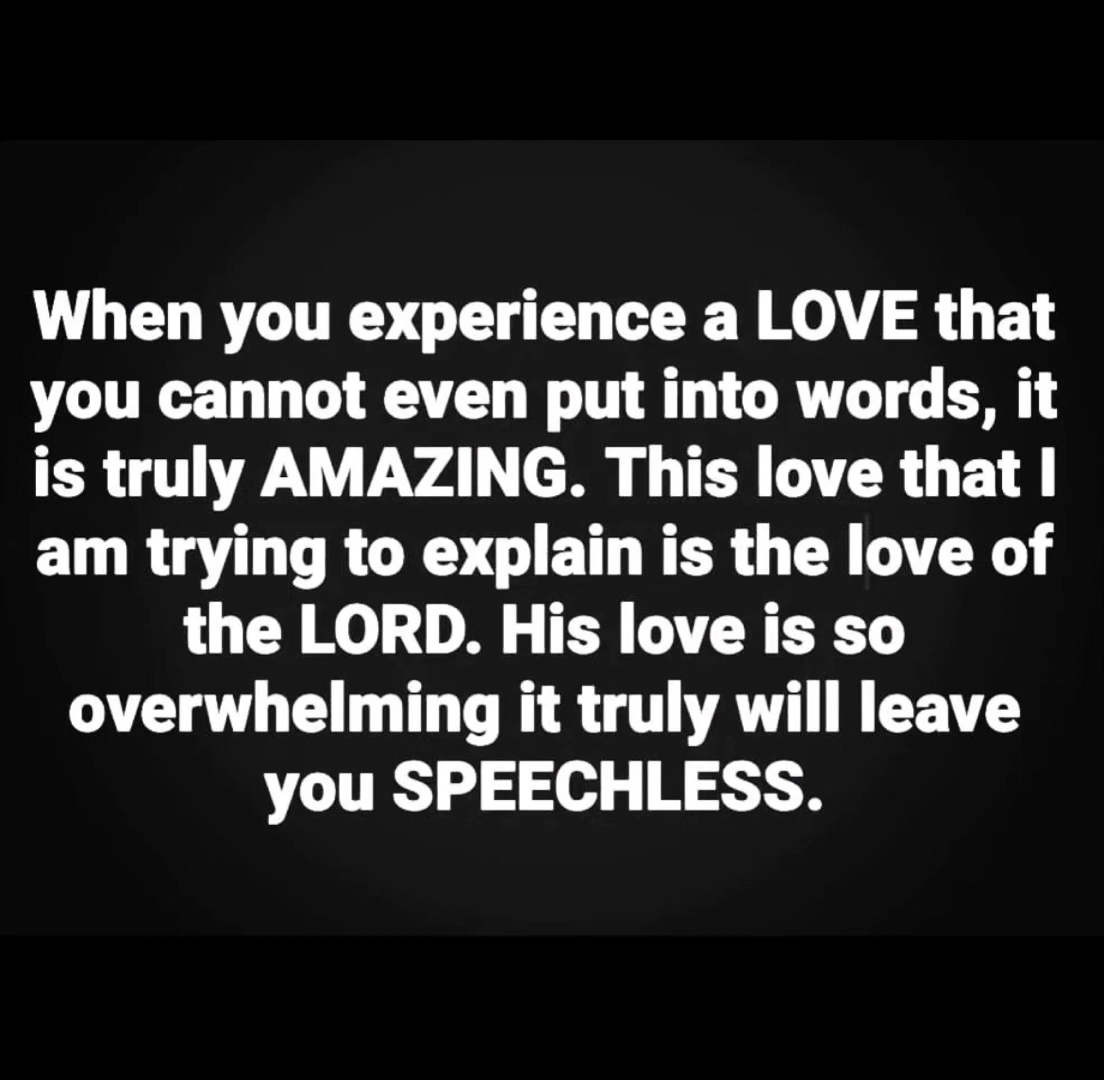 When you experience a LOVE that
you cannot even put into words, it
is truly AMAZING. This love that I
am trying to explain is the love of
the LORD. His love is so
overwhelming it truly will leave
you SPEECHLESS.